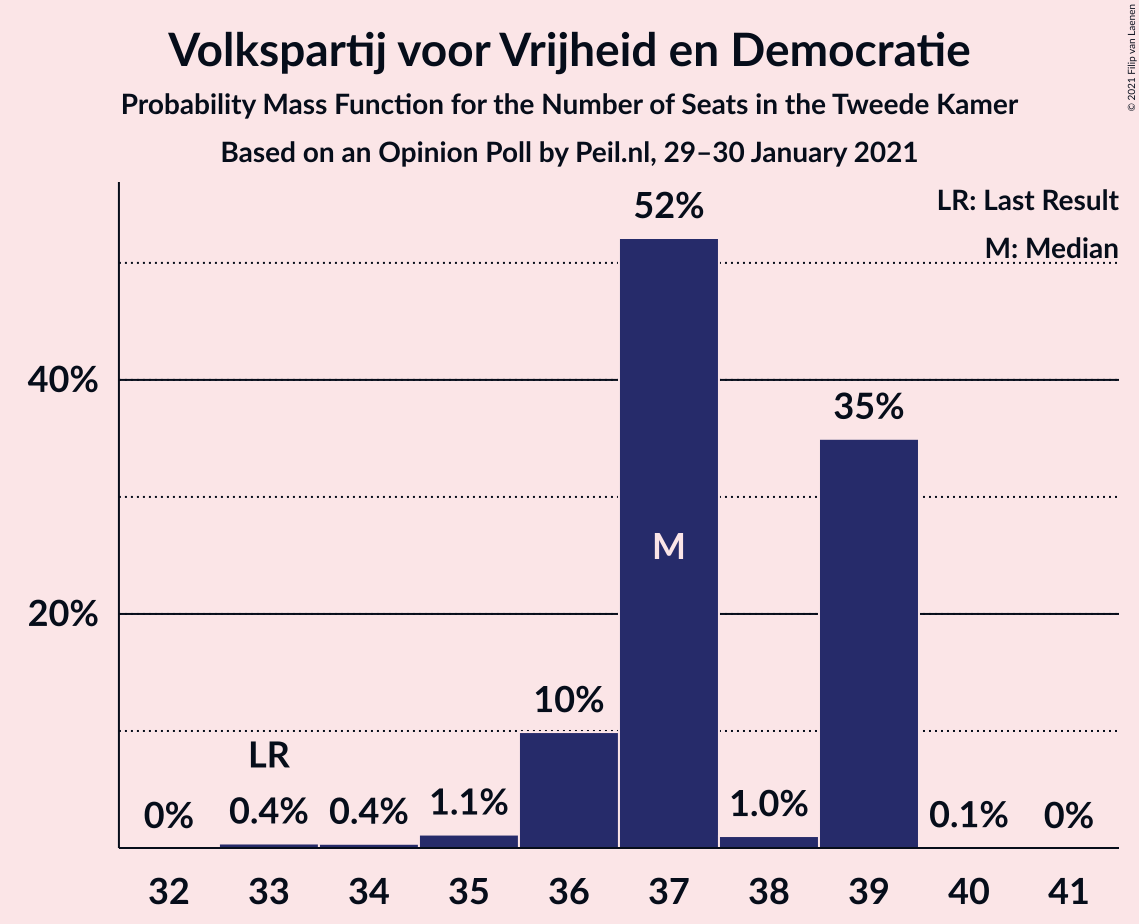 Volkspartij voor Vrijheid en Democratie
Probability Mass Function for the Number of Seats in the Tweede Kamer
Based on an Opinion Poll by Peil.nl, 29–30 January 2021
© 2021 Filip van Laenen
LR: Last Result
M: Median
52%
40%
35%
M
20%
10%
LR
0%
0.4%
0.4%
1.1%
1.0%
0.1%
0%
32 33 34 35 36 37 38 39 40 41